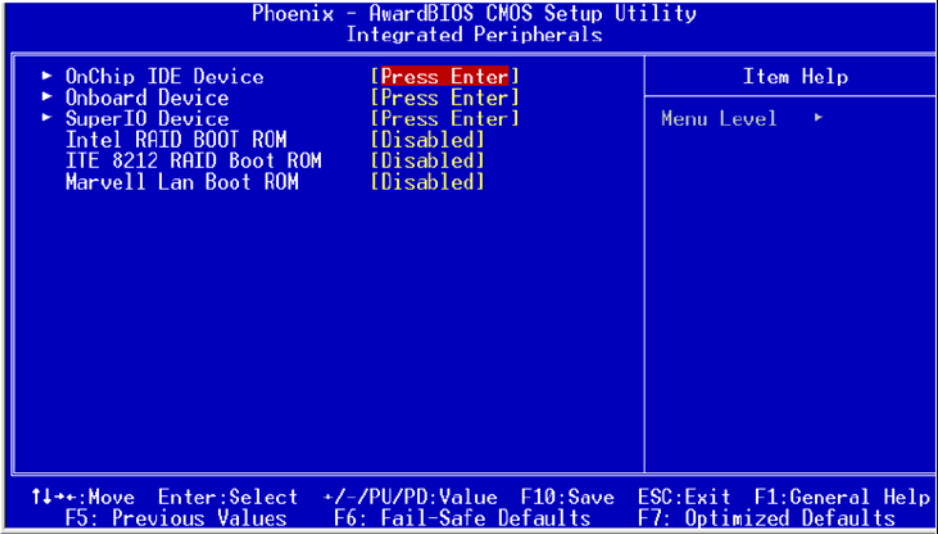 Phoenix - AwardBIOS CMOS Setup Utility
Integrated Peripherals
► OnChip IDE Device [Press Enter]
► Onboard Device [Press Enter]
► SuperIO Device [Press Enter]
Intel RAID BOOT ROM [Disabled]
ITE 8212 RAID Boot ROM [Disabled]
Marvell Lan Boot ROM [Disabled]
Item Help
Menu Level ►
↑↓→←:Move Enter:Select +/-/PU/PD:Value F10:Save ESC:Exit F1:General Help
F5: Previous Values F6: Fail-Safe Defaults F7: Optimized Defaults